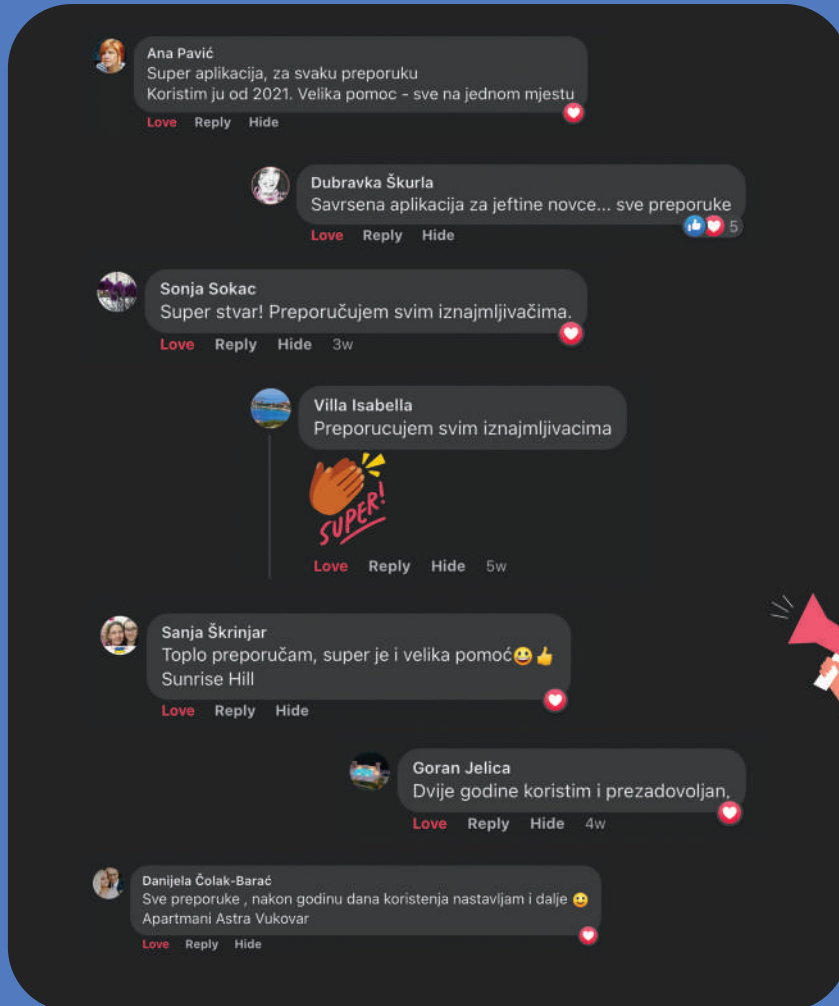 Ana Pavić
Super aplikacija, za svaku preporuku
Koristim ju od 2021. Velika pomoc - sve na jednom mjestu
Love Reply Hide
Dubravka Škurla
Savrsena aplikacija za jeftine novce... sve preporuke
5
Love Reply Hide
Sonja Sokac
Super stvar! Preporučujem svim iznajmljivačima.
Love Reply Hide 3w
Villa Isabella
Preporucujem svim iznajmljivacima
SUPER!
Love Reply Hide 5w
Sanja Škrinjar
Toplo preporučam, super je i velika pomoć😃👍
Sunrise Hill
Love Reply Hide
Goran Jelica
Dvije godine koristim i prezadovoljan,
Love Reply Hide 4w
Danijela Čolak-Barać
Sve preporuke , nakon godinu dana koristenja nastavljam i dalje 😃
Apartmani Astra Vukovar
Love Reply Hide